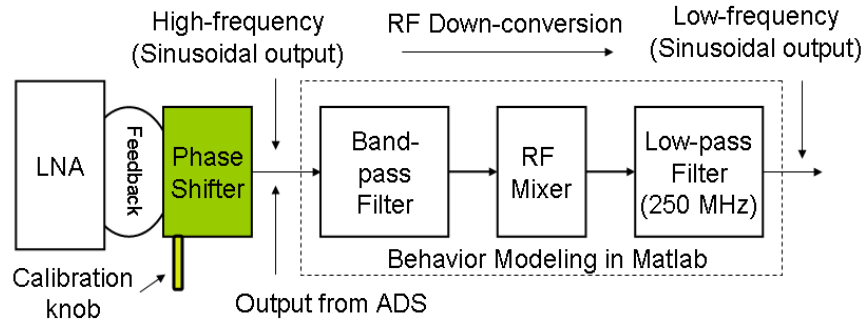 High-frequency
(Sinusoidal output)
RF Down-conversion
Low-frequency
(Sinusoidal output)
LNA
Feedback
Phase
Shifter
Band-
pass
Filter
RF
Mixer
Low-pass
Filter
(250 MHz)
Behavior Modeling in Matlab
Calibration
knob
Output from ADS